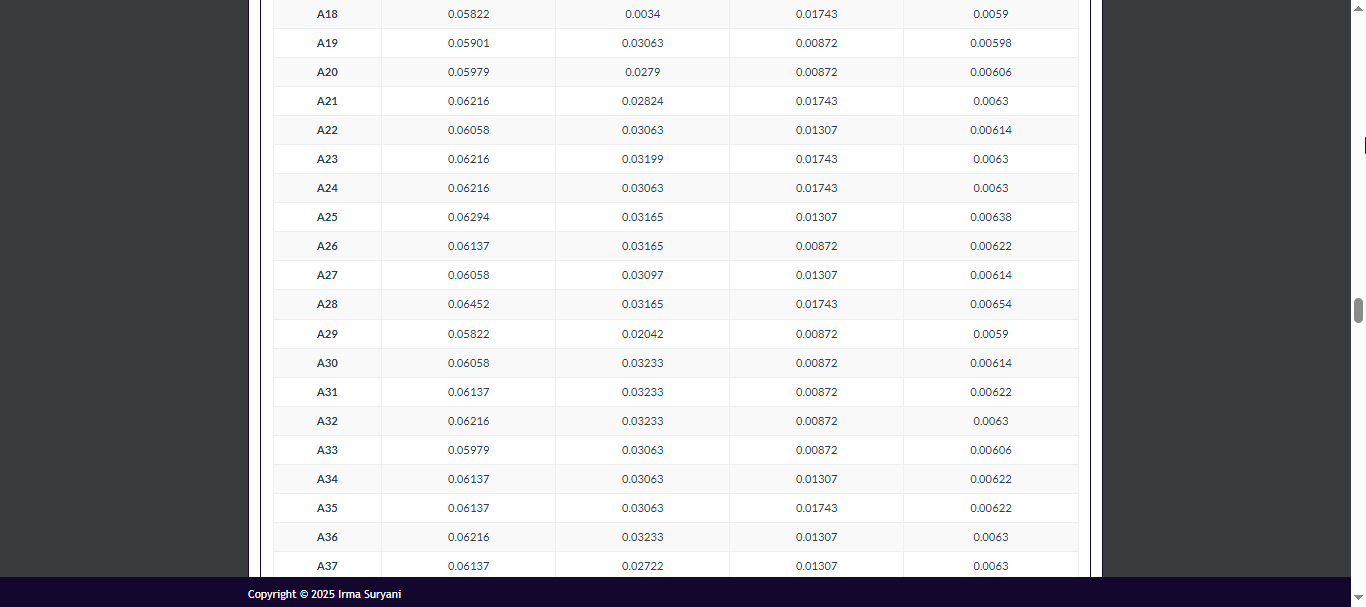 A18 0.05822 0.0034 0.01743 0.0059
A19 0.05901 0.03063 0.00872 0.00598
A20 0.05979 0.0279 0.00872 0.00606
A21 0.06216 0.02824 0.01743 0.0063
A22 0.06058 0.03063 0.01307 0.00614
A23 0.06216 0.03199 0.01743 0.0063
A24 0.06216 0.03063 0.01743 0.0063
A25 0.06294 0.03165 0.01307 0.00638
A26 0.06137 0.03165 0.00872 0.00622
A27 0.06058 0.03097 0.01307 0.00614
A28 0.06452 0.03165 0.01743 0.00654
A29 0.05822 0.02042 0.00872 0.0059
A30 0.06058 0.03233 0.00872 0.00614
A31 0.06137 0.03233 0.00872 0.00622
A32 0.06216 0.03233 0.00872 0.0063
A33 0.05979 0.03063 0.00872 0.00606
A34 0.06137 0.03063 0.01307 0.00622
A35 0.06137 0.03063 0.01743 0.00622
A36 0.06216 0.03233 0.01307 0.0063
A37 0.06137 0.02722 0.01307 0.0063
Copyright © 2025 Irma Suryani